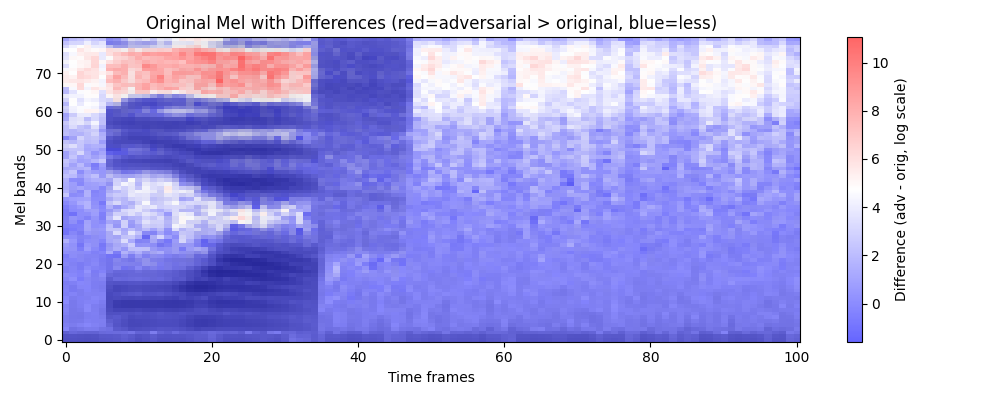 Original Mel with Differences (red=adversarial > original, blue=less)
Mel bands
70
60
50
40
30
20
10
0
0 20 40 60 80 100
Time frames
10
8
6
4
2
0
Difference (adv - orig, log scale)